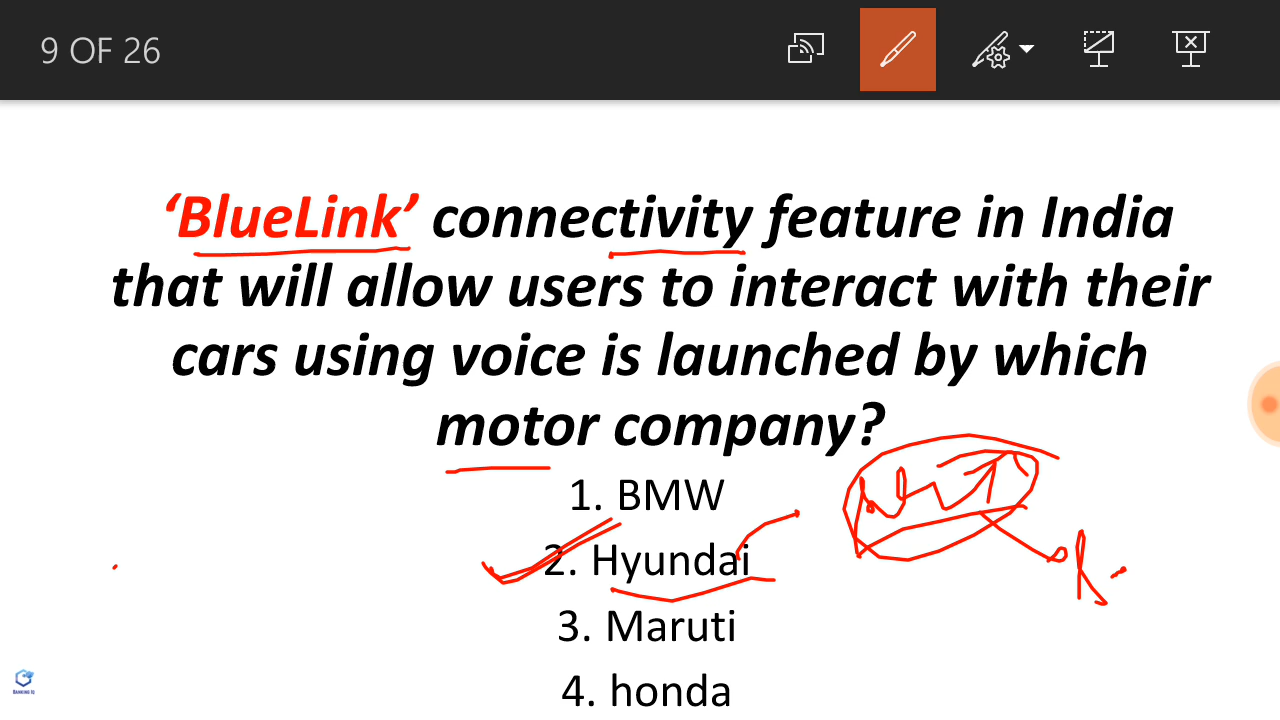 9 OF 26
‘BlueLink’ connectivity feature in India
that will allow users to interact with their
cars using voice is launched by which
motor company?
1. BMW
2. Hyundai
3. Maruti
4. honda